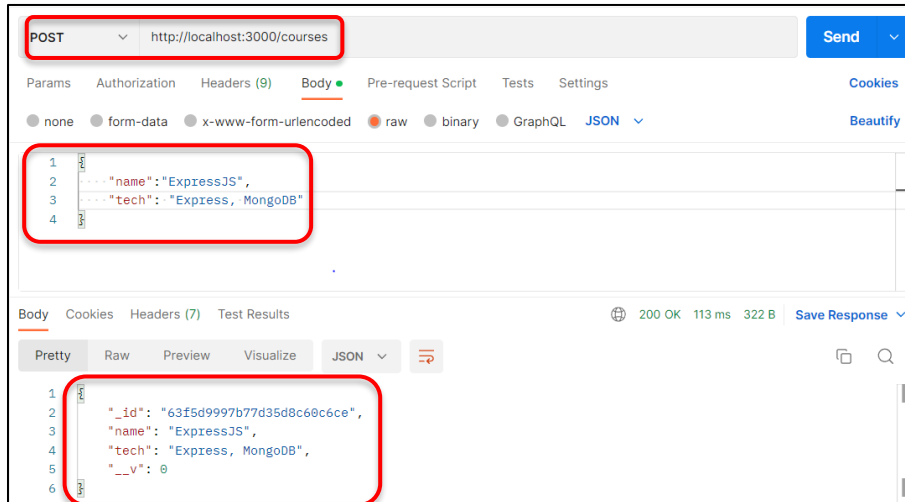 POST http://localhost:3000/courses Send
Params Authorization Headers (9) Body Pre-request Script Tests Settings Cookies
none form-data x-www-form-urlencoded raw binary GraphQL JSON Beautify
1 {
2 "name":"ExpressJS",
3 "tech": "Express, MongoDB"
4 }
Body Cookies Headers (7) Test Results 200 OK 113 ms 322 B Save Response
Pretty Raw Preview Visualize JSON
1 {
2 "_id": "63f5d9997b77d35d8c60c6ce",
3 "name": "ExpressJS",
4 "tech": "Express, MongoDB",
5 "__v": 0
6 }